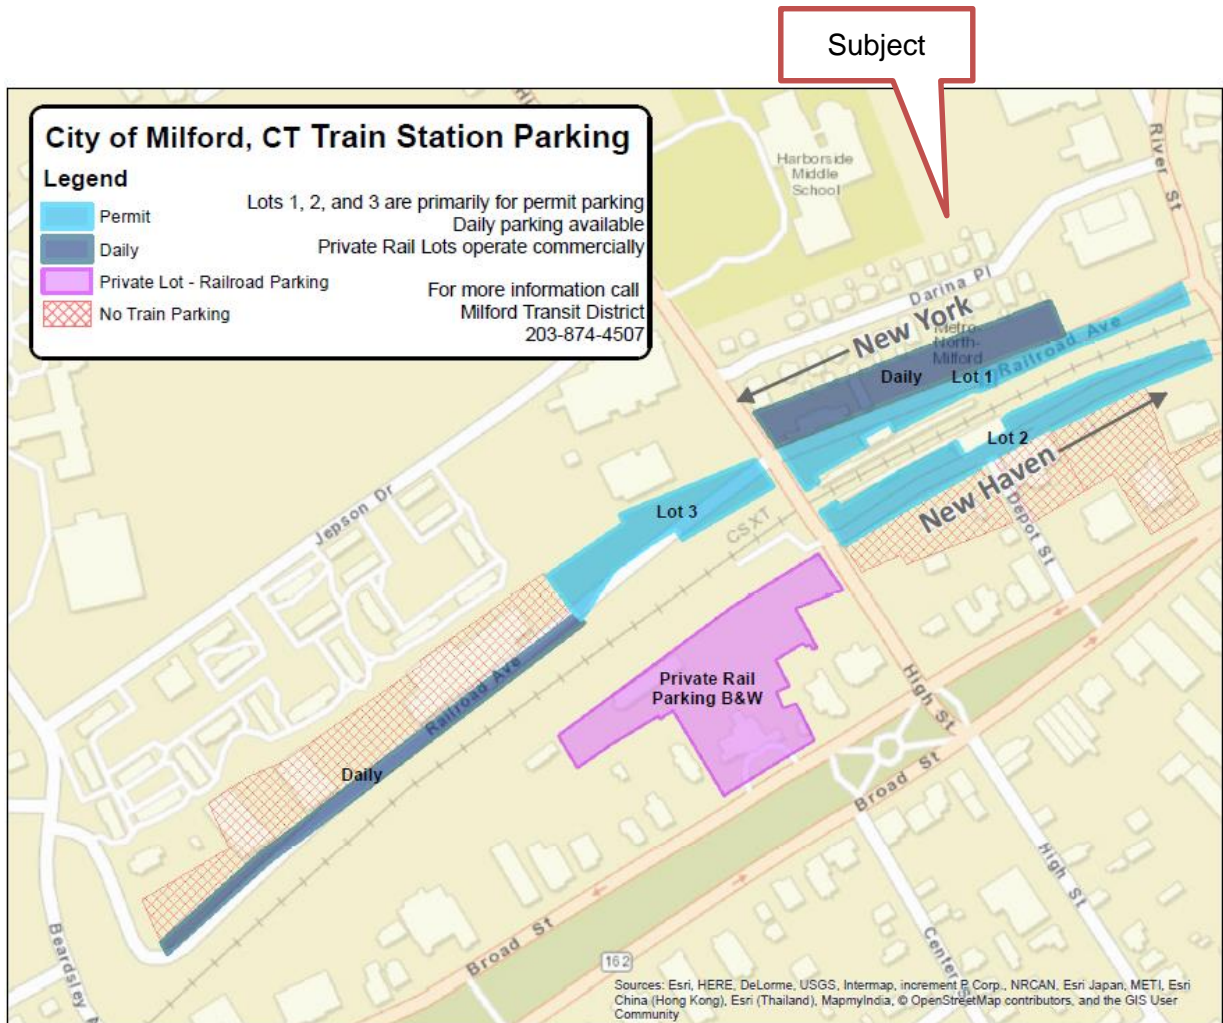 Subject
City of Milford, CT Train Station Parking
Legend
Permit
Daily
Private Lot - Railroad Parking
No Train Parking
Lots 1, 2, and 3 are primarily for permit parking
Daily parking available
Private Rail Lots operate commercially
For more information call
Milford Transit District
203-874-4507
Harborside
Middle
School
River St
Darina Pl
New York
Metro-
North-
Milford
Railroad Ave
Daily
Lot 1
Lot 2
New Haven
Depot St
Jepson Dr
Lot 3
CSXT
Private Rail
Parking B&W
Railroad Ave
Daily
High St
Broad St
High St
Broad St
Center S
Beardsley A
162
Sources: Esri, HERE, DeLorme, USGS, Intermap, increment P Corp., NRCAN, Esri Japan, METI, Esri
China (Hong Kong), Esri (Thailand), MapmyIndia, © OpenStreetMap contributors, and the GIS User
Community